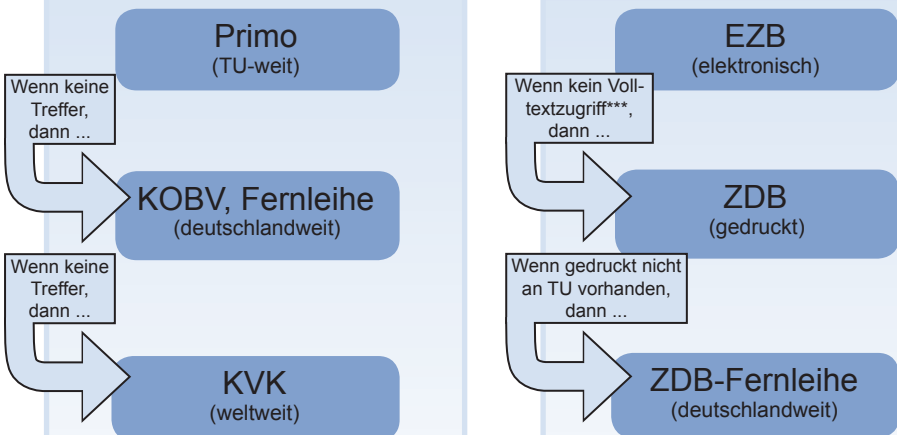 Primo
(TU-weit)
Wenn keine
Treffer,
dann ...
KOBV, Fernleihe
(deutschlandweit)
Wenn keine
Treffer,
dann ...
KVK
(weltweit)
EZB
(elektronisch)
Wenn kein Voll-
textzugriff***,
dann ...
ZDB
(gedruckt)
Wenn gedruckt nicht
an TU vorhanden,
dann ...
ZDB-Fernleihe
(deutschlandweit)